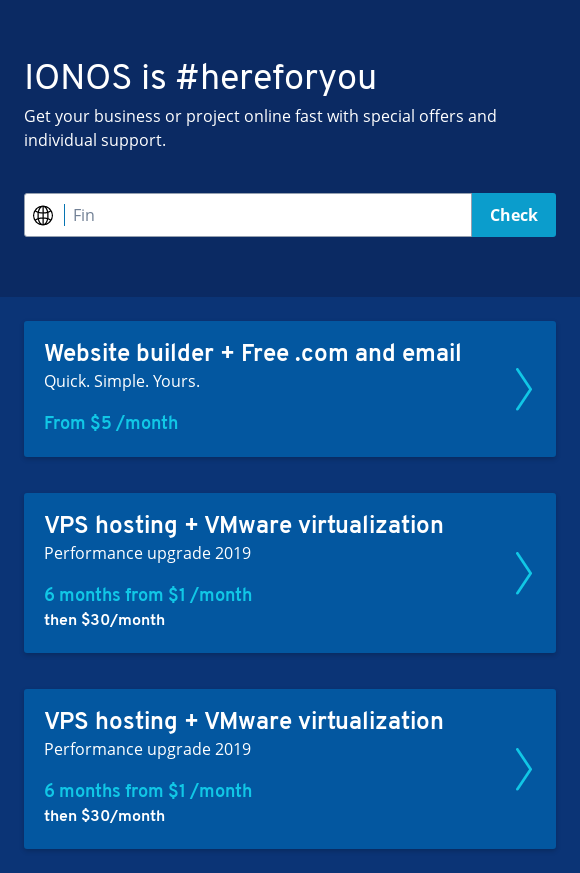 IONOS is #hereforyou
Get your business or project online fast with special offers and
individual support.
Fin
Check
Website builder + Free .com and email
Quick. Simple. Yours.
From $5 /month
VPS hosting + VMware virtualization
Performance upgrade 2019
6 months from $1 /month
then $30/month
VPS hosting + VMware virtualization
Performance upgrade 2019
6 months from $1 /month
then $30/month